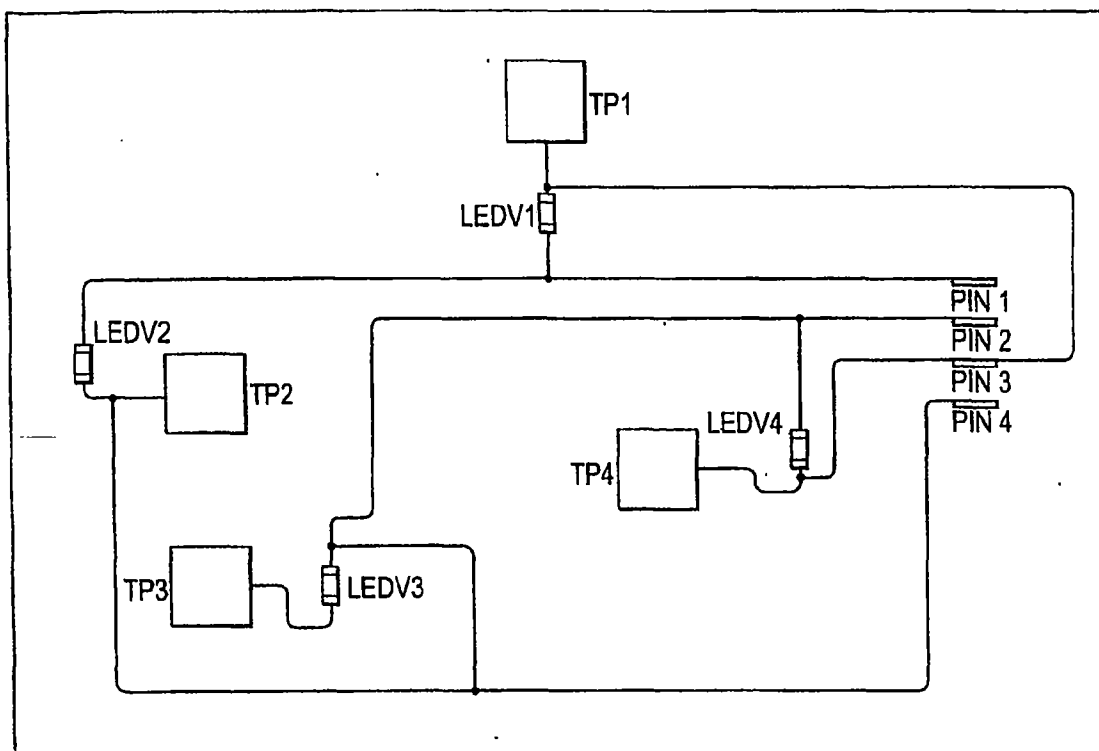 TP1
LEDV1
PIN 1
LEDV2
PIN 2
TP2
PIN 3
PIN 4
LEDV4
TP4
TP3
LEDV3